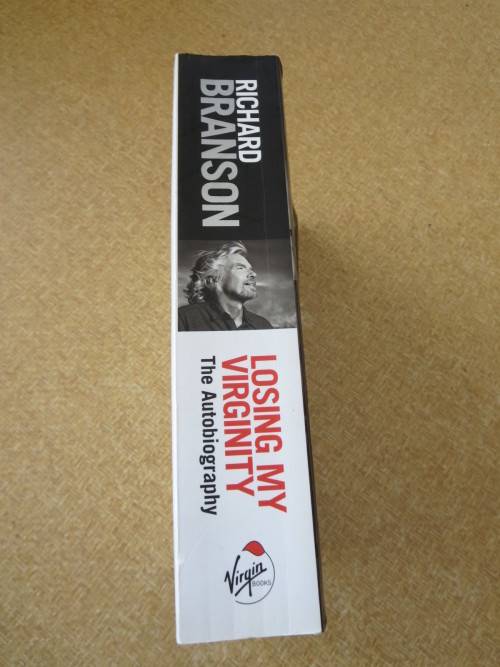 RICHARD
BRANSON
LOSING MY
VIRGINITY
The Autobiography
Virgin
BOOKS